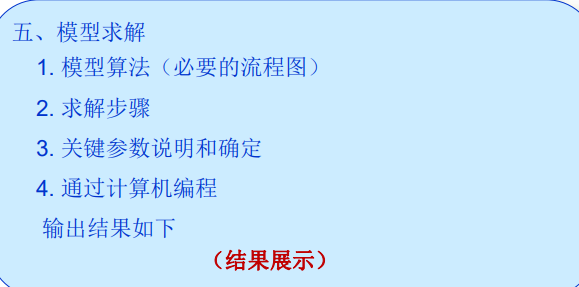 五、模型求解
1. 模型算法（必要的流程图）
2. 求解步骤
3. 关键参数说明和确定
4. 通过计算机编程
输出结果如下
（结果展示）